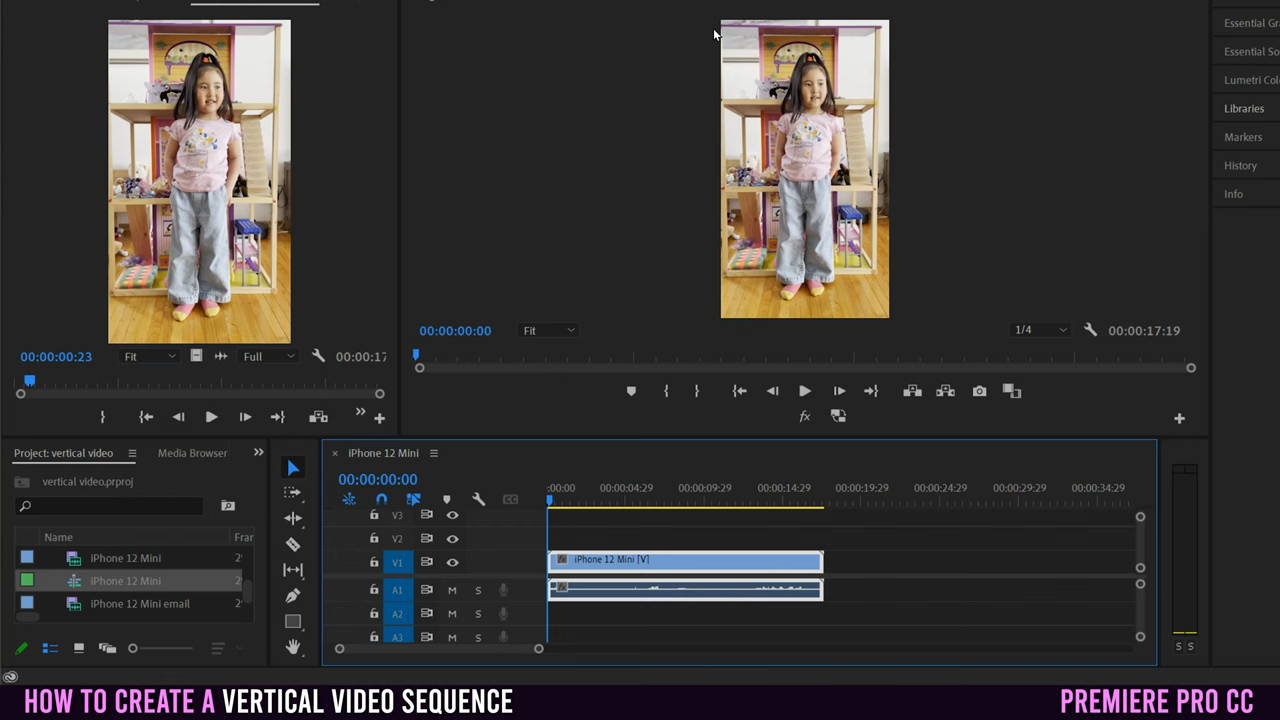 Essential Gra
Essential So
Lumetri Colo
Libraries
Markers
History
Info
00:00:00:23
Fit
Full
00:00:17
00:00:00:00
Fit
1/4
00:00:17:19
fx
Project: vertical video
Media Browser
vertical video.prproj
Name
Fran
iPhone 12 Mini
iPhone 12 Mini
iPhone 12 Mini email
iPhone 12 Mini
00:00:00:00
:00:00
00:00:04:29
00:00:09:29
00:00:14:29
00:00:19:29
00:00:24:29
00:00:29:29
00:00:34:29
V3
V2
V1
iPhone 12 Mini [V]
A1
M
S
A2
M
S
A3
M
S
S
S
HOW TO CREATE A VERTICAL VIDEO SEQUENCE
PREMIERE PRO CC